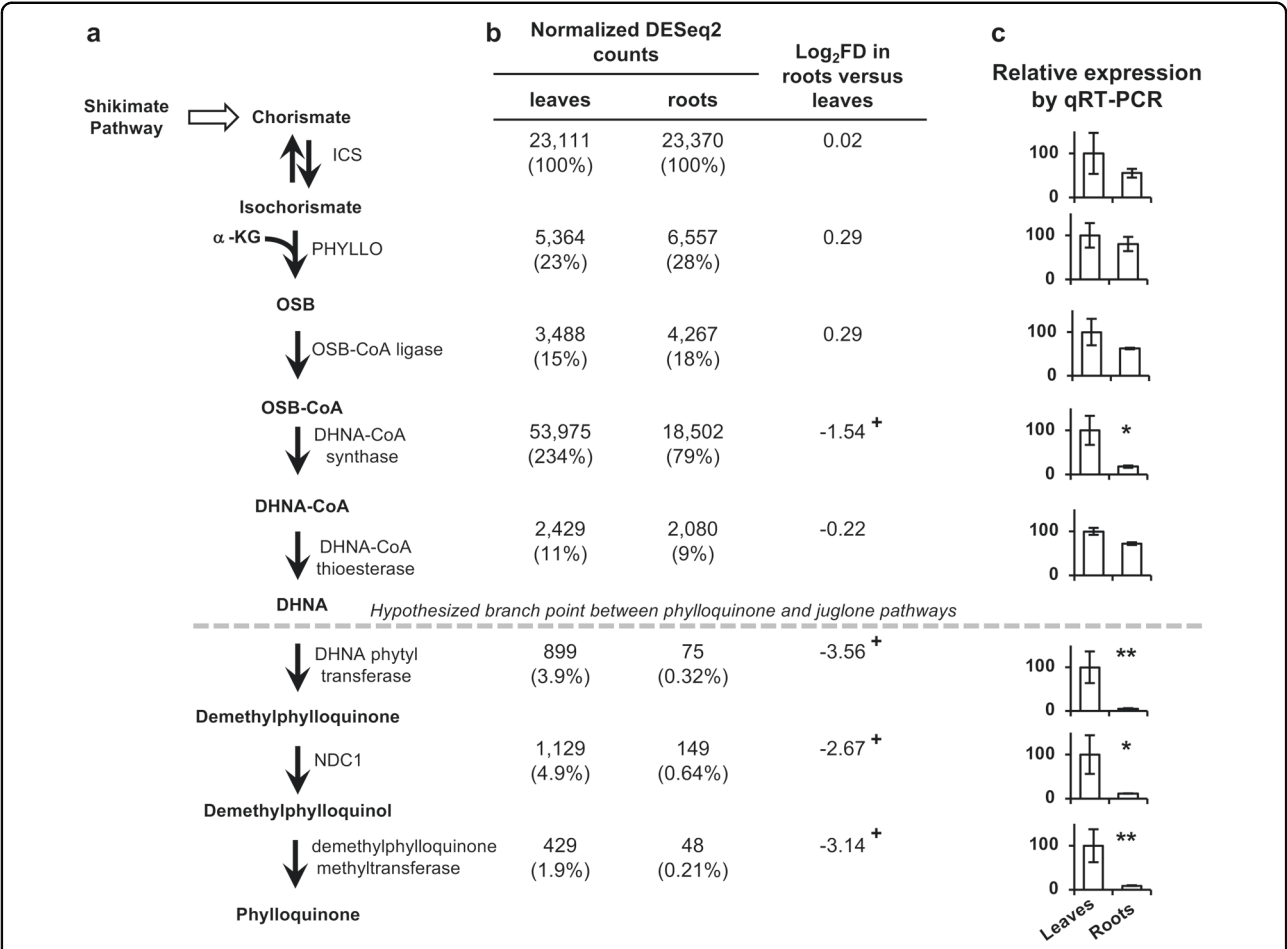 a
b
c
Normalized DESeq2
counts
Log₂FD in
roots versus
leaves
Relative expression
by qRT-PCR
leaves
roots
Shikimate
Pathway
Chorismate
ICS
23,111
(100%)
23,370
(100%)
0.02
100
0
Isochorismate
α -KG
PHYLLO
5,364
(23%)
6,557
(28%)
0.29
100
0
OSB
OSB-CoA ligase
3,488
(15%)
4,267
(18%)
0.29
100
0
OSB-CoA
DHNA-CoA
synthase
53,975
(234%)
18,502
(79%)
-1.54 +
100
0
*
DHNA-CoA
DHNA-CoA
thioesterase
2,429
(11%)
2,080
(9%)
-0.22
100
0
DHNA
Hypothesized branch point between phylloquinone and juglone pathways
DHNA phytyl
transferase
899
(3.9%)
75
(0.32%)
-3.56 +
100
0
**
Demethylphylloquinone
NDC1
1,129
(4.9%)
149
(0.64%)
-2.67 +
100
0
*
Demethylphylloquinol
demethylphylloquinone
methyltransferase
429
(1.9%)
48
(0.21%)
-3.14 +
100
0
**
Phylloquinone
Leaves
Roots